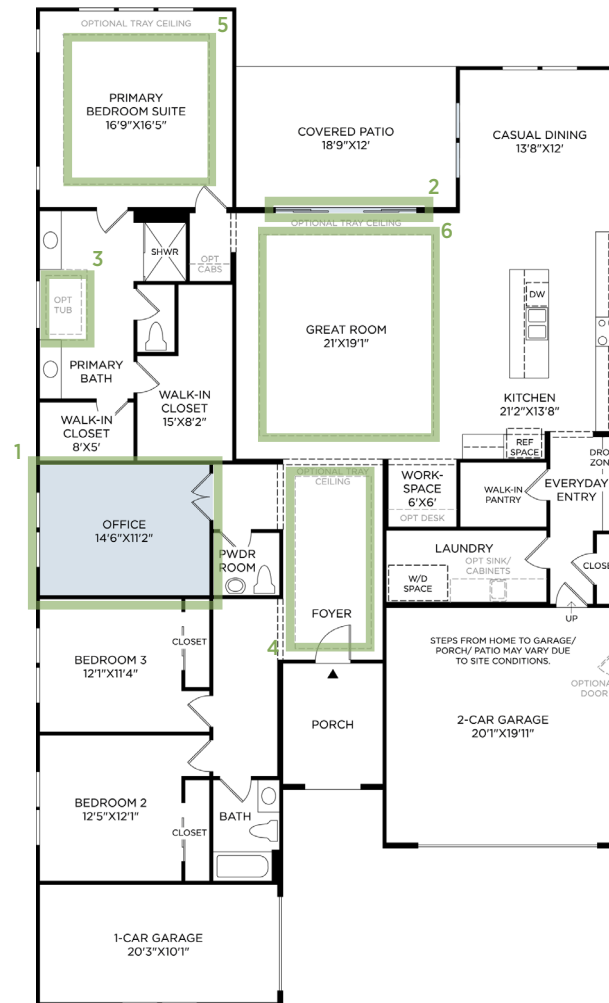 OPTIONAL TRAY CEILING
5
PRIMARY
BEDROOM SUITE
16'9"X16'5"
COVERED PATIO
18'9"X12'
CASUAL DINING
13'8"X12'
2
OPTIONAL TRAY CEILING
6
SHWR
OPT
CABS
3
OPT
TUB
DW
GREAT ROOM
21'X19'1"
PRIMARY
BATH
WALK-IN
CLOSET
15'X8'2"
KITCHEN
21'2"X13'8"
WALK-IN
CLOSET
8'X5'
REF
SPACE
1
DRO
ZON
OPTIONAL TRAY
CEILING
WORK-
SPACE
6'X6'
OPT DESK
WALK-IN
PANTRY
EVERYDAY
ENTRY
OFFICE
14'6"X11'2"
PWDR
ROOM
LAUNDRY
OPT SINK/
CABINETS
W/D
SPACE
CLOSE
FOYER
UP
4
CLOSET
BEDROOM 3
12'1"X11'4"
STEPS FROM HOME TO GARAGE/
PORCH/ PATIO MAY VARY DUE
TO SITE CONDITIONS.
OPTIONA
DOOR
PORCH
2-CAR GARAGE
20'1"X19'11"
BEDROOM 2
12'5"X12'1"
CLOSET
BATH
1-CAR GARAGE
20'3"X10'1"